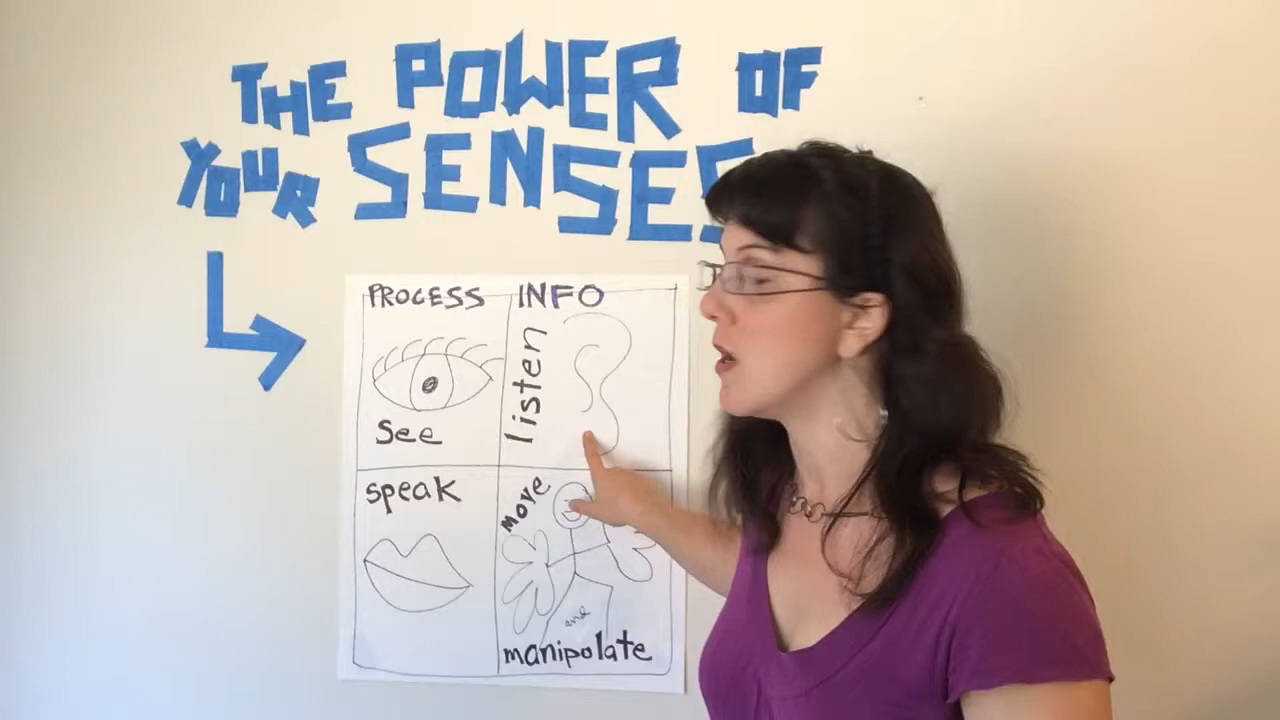 THE POWER OF
YOUR SENSES
PROCESS INFO
See
listen
speak
move
and
manipolate